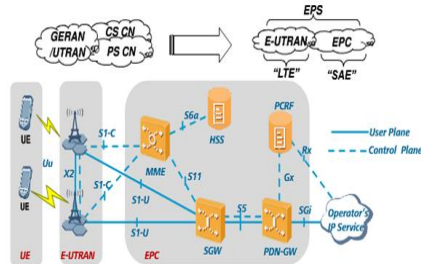 EPS
GERAN
/UTRAN
CS CN
PS CN
E-UTRAN
EPC
"LTE"
"SAE"
UE
UE
Uu
X2
S1-C
S1-C
S6a
HSS
MME
S11
S1-U
S1-U
SGW
S5
PCRF
Gx
Rx
PDN-GW
SGi
Operator's
IP Service
User Plane
Control Plane
UE
E-UTRAN
EPC